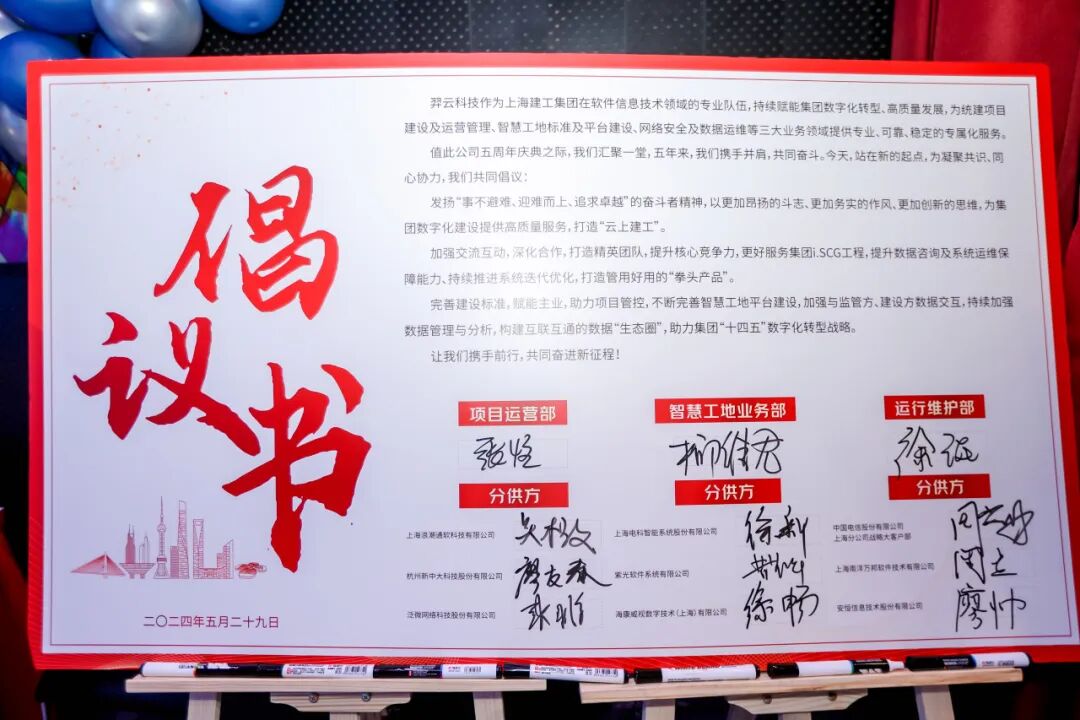 倡议书
二〇二四年五月二十九日
羿云科技作为上海建工集团在软件信息技术领域的专业队伍，持续赋能集团数字化转型、高质量发展，为统建项目
建设及运营管理、智慧工地标准及平台建设、网络安全及数据运维等三大业务领域提供专业、可靠、稳定的专属化服务。
值此公司五周年庆典之际，我们汇聚一堂，五年来，我们携手并肩，共同奋斗。今天，站在新的起点，为凝聚共识、同
心协力，我们共同倡议：
发扬“事不避难、迎难而上、追求卓越”的奋斗者精神，以更加昂扬的斗志、更加务实的作风、更加创新的思维，为集
团数字化建设提供高质量服务，打造“云上建工”。
加强交流互动，深化合作，打造精英团队，提升核心竞争力，更好服务集团i.SCG工程，提升数据咨询及系统运维保
障能力、持续推进系统迭代优化，打造管用好用的“拳头产品”。
完善建设标准，赋能主业，助力项目管控，不断完善智慧工地平台建设，加强与监管方、建设方数据交互，持续加强
数据管理与分析，构建互联互通的数据“生态圈”，助力集团“十四五”数字化转型战略。
让我们携手前行，共同奋进新征程！
项目运营部
智慧工地业务部
运行维护部
柳维君
分供方
分供方
分供方
上海浪潮通软科技有限公司
上海电科智能系统股份有限公司
徐新
中国电信股份有限公司
上海分公司战略大客户部
杭州新中大科技股份有限公司
廖友春
紫光软件系统有限公司
上海南洋万邦软件技术有限公司
泛微网络科技股份有限公司
海康威视数字技术（上海）有限公司
徐畅
安恒信息技术股份有限公司
廖帅